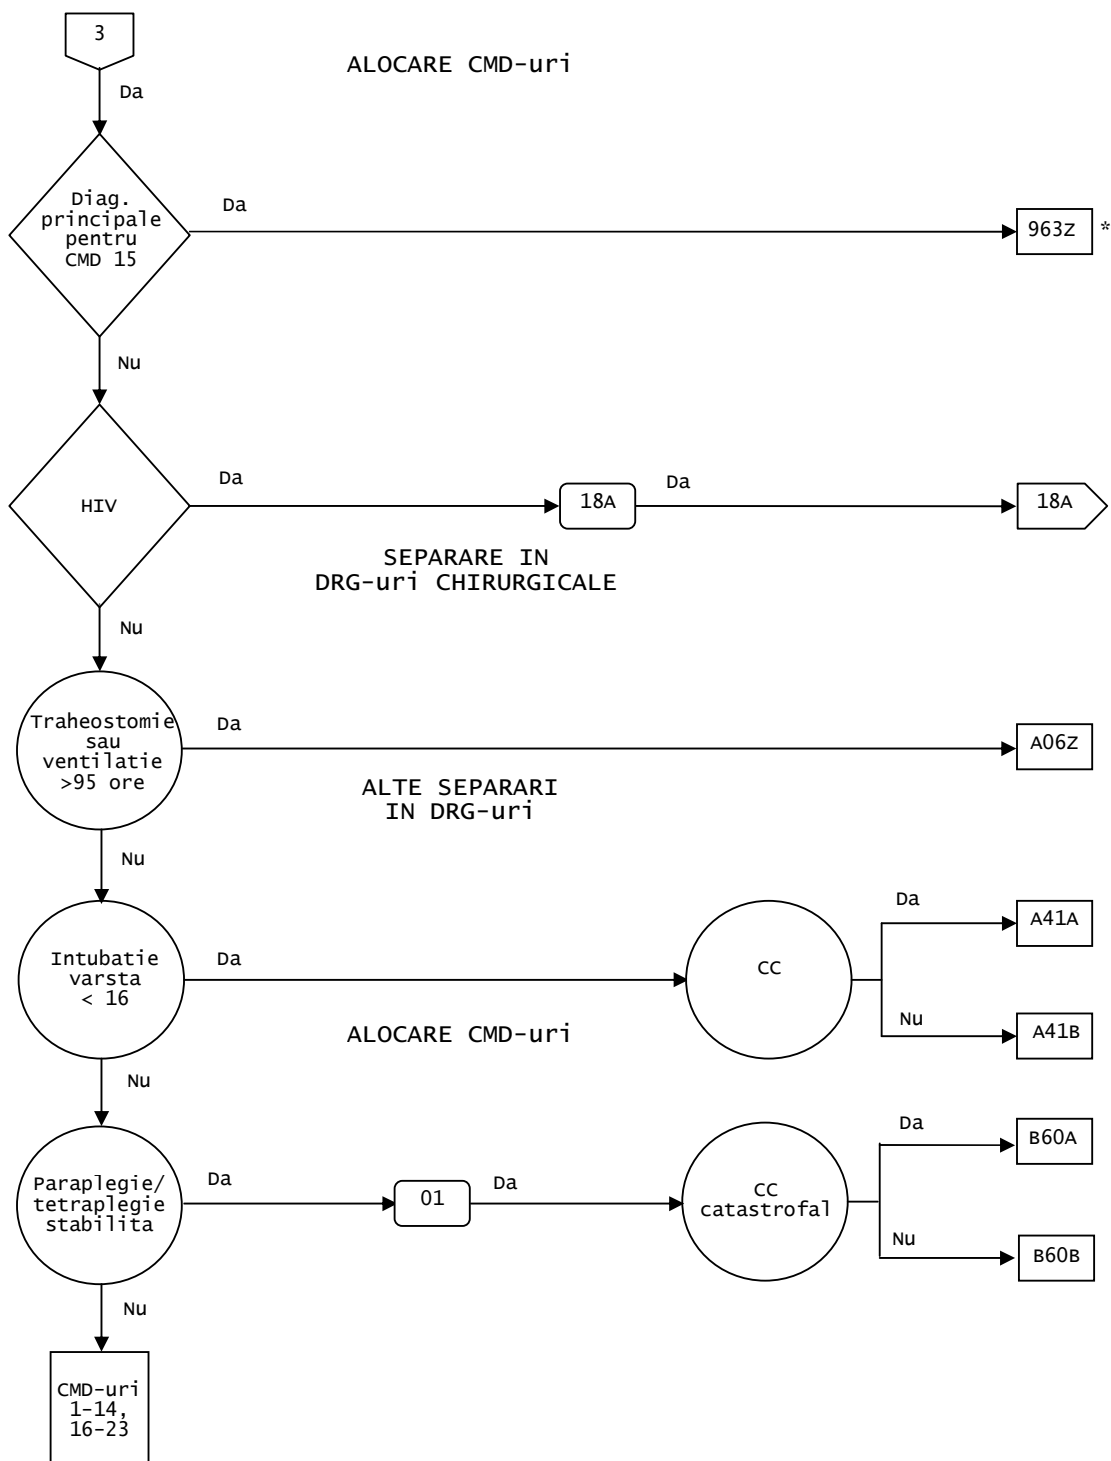 3
ALOCARE CMD-uri
Da
Diag.
principale
pentru
CMD 15
Da
963Z *
Nu
HIV
Da
18A
Da
18A
SEPARARE IN
DRG-uri CHIRURGICALE
Nu
Traheostomie
sau
ventilatie
>95 ore
Da
A06Z
ALTE SEPARARI
IN DRG-uri
Nu
Intubatie
varsta
< 16
Da
CC
Da
A41A
Nu
A41B
ALOCARE CMD-uri
Nu
Paraplegie/
tetraplegie
stabilita
Da
01
Da
CC
catastrofal
Da
B60A
Nu
B60B
Nu
CMD-uri
1-14,
16-23